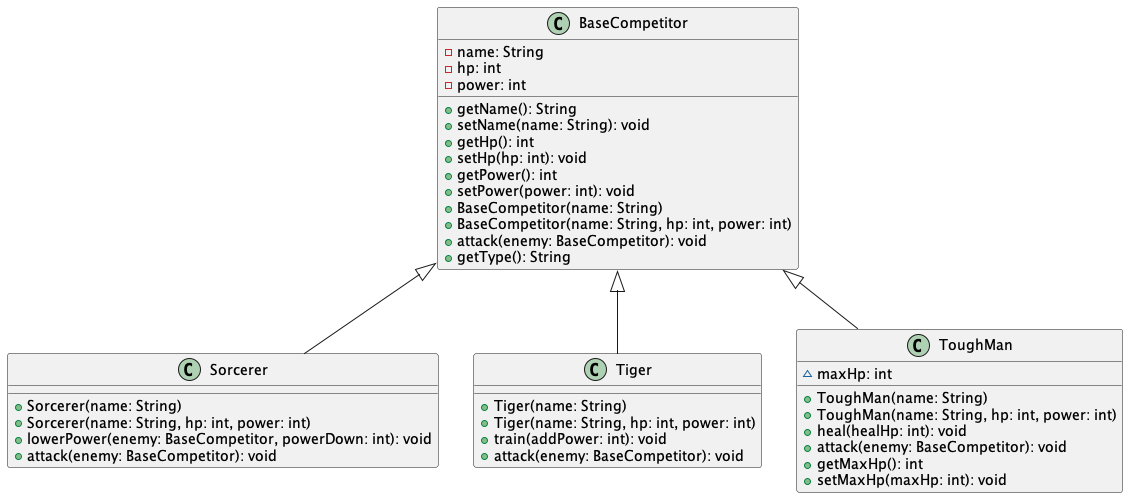 C BaseCompetitor
name: String
hp: int
power: int
getName(): String
setName(name: String): void
getHp(): int
setHp(hp: int): void
getPower(): int
setPower(power: int): void
BaseCompetitor(name: String)
BaseCompetitor(name: String, hp: int, power: int)
attack(enemy: BaseCompetitor): void
getType(): String
C Sorcerer
Sorcerer(name: String)
Sorcerer(name: String, hp: int, power: int)
lowerPower(enemy: BaseCompetitor, powerDown: int): void
attack(enemy: BaseCompetitor): void
C Tiger
Tiger(name: String)
Tiger(name: String, hp: int, power: int)
train(addPower: int): void
attack(enemy: BaseCompetitor): void
C ToughMan
maxHp: int
ToughMan(name: String)
ToughMan(name: String, hp: int, power: int)
heal(healHp: int): void
attack(enemy: BaseCompetitor): void
getMaxHp(): int
setMaxHp(maxHp: int): void